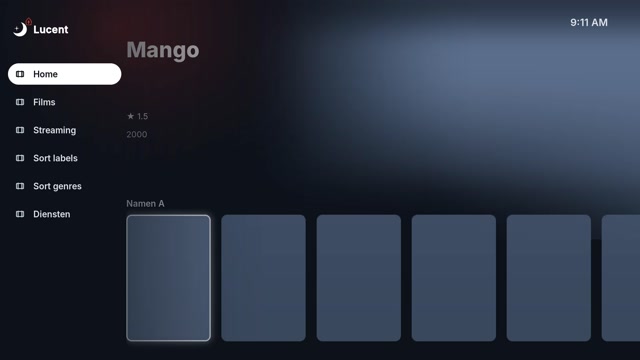 Lucent
9:11 AM
Mango
Home
Films
★ 1.5
Streaming
2000
Sort labels
Sort genres
Namen A
Diensten